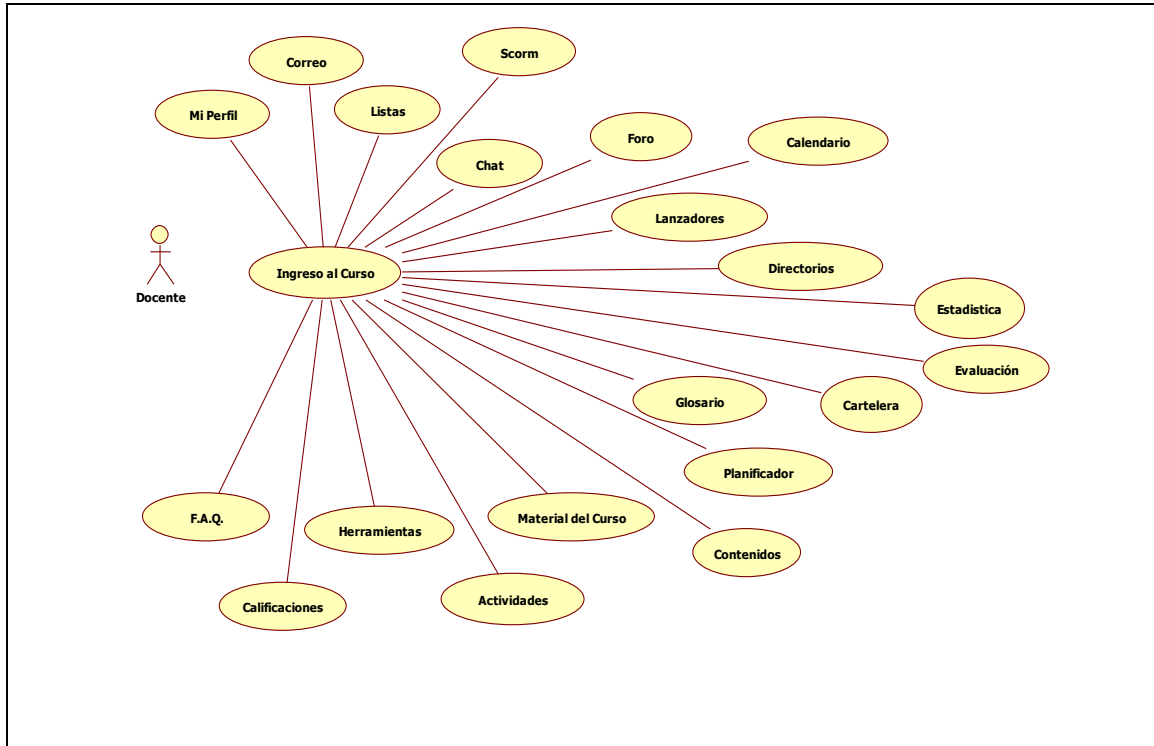 Scorm
Correo
Mi Perfil
Listas
Foro
Calendario
Chat
Lanzadores
Directorios
Ingreso al Curso
Docente
Estadistica
Evaluación
Glosario
Cartelera
Planificador
F.A.Q.
Herramientas
Material del Curso
Contenidos
Calificaciones
Actividades